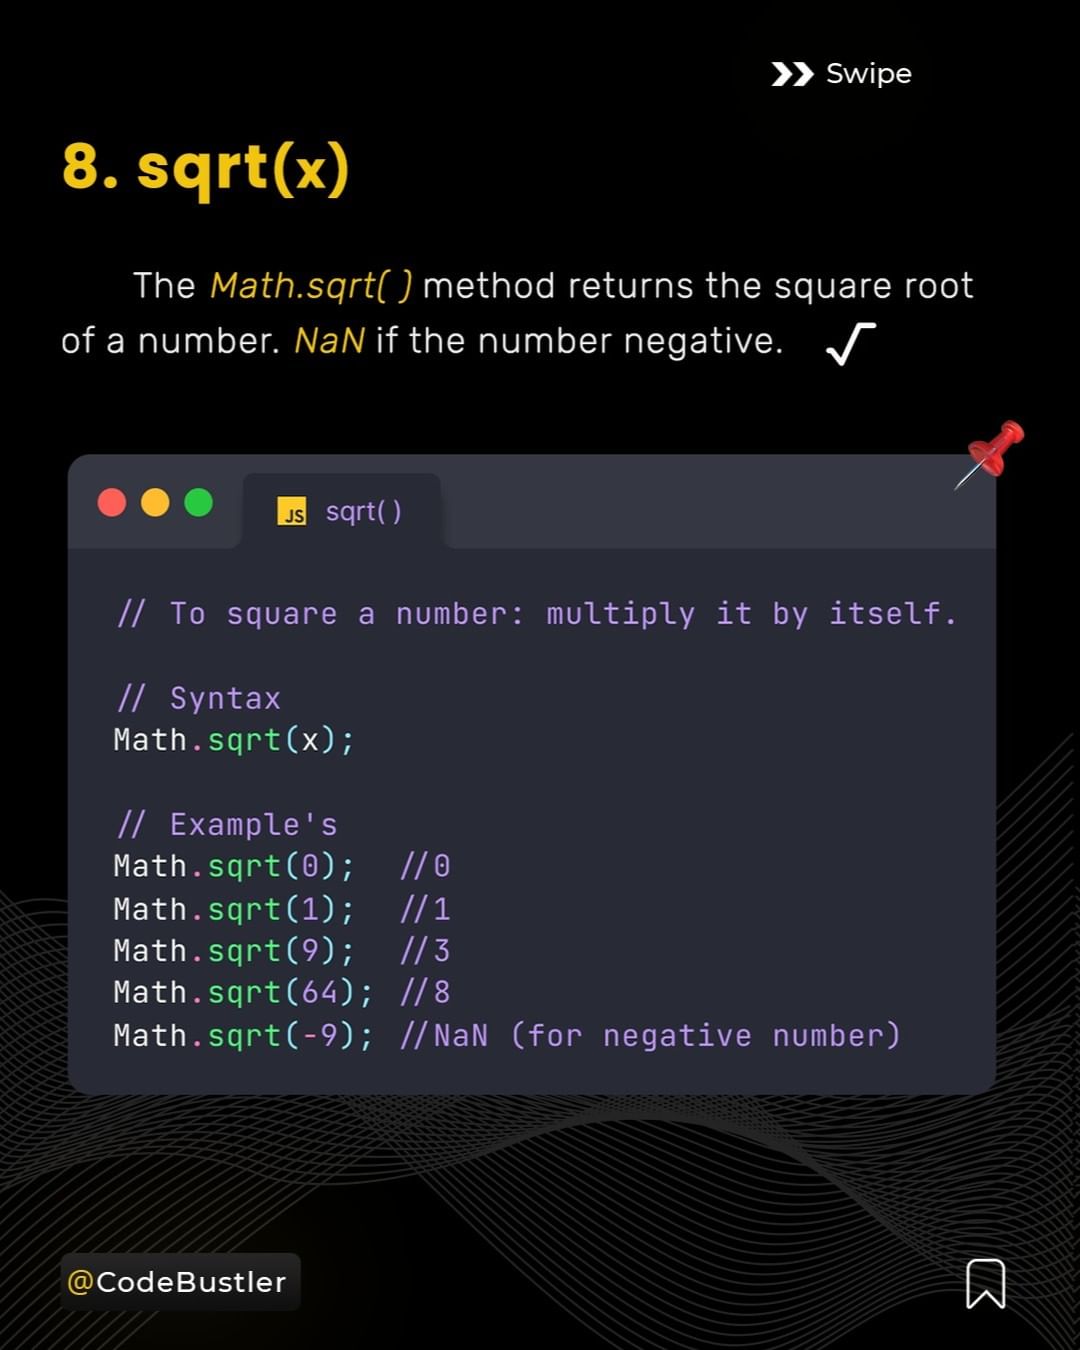 Swipe
8. sqrt(x)
The Math.sqrt( ) method returns the square root
of a number. NaN if the number negative.
JS sqrt( )
// To square a number: multiply it by itself.
// Syntax
Math.sqrt(x);
// Example's
Math.sqrt(0); //0
Math.sqrt(1); //1
Math.sqrt(9); //3
Math.sqrt(64); //8
Math.sqrt(-9); //NaN (for negative number)
@CodeBustler